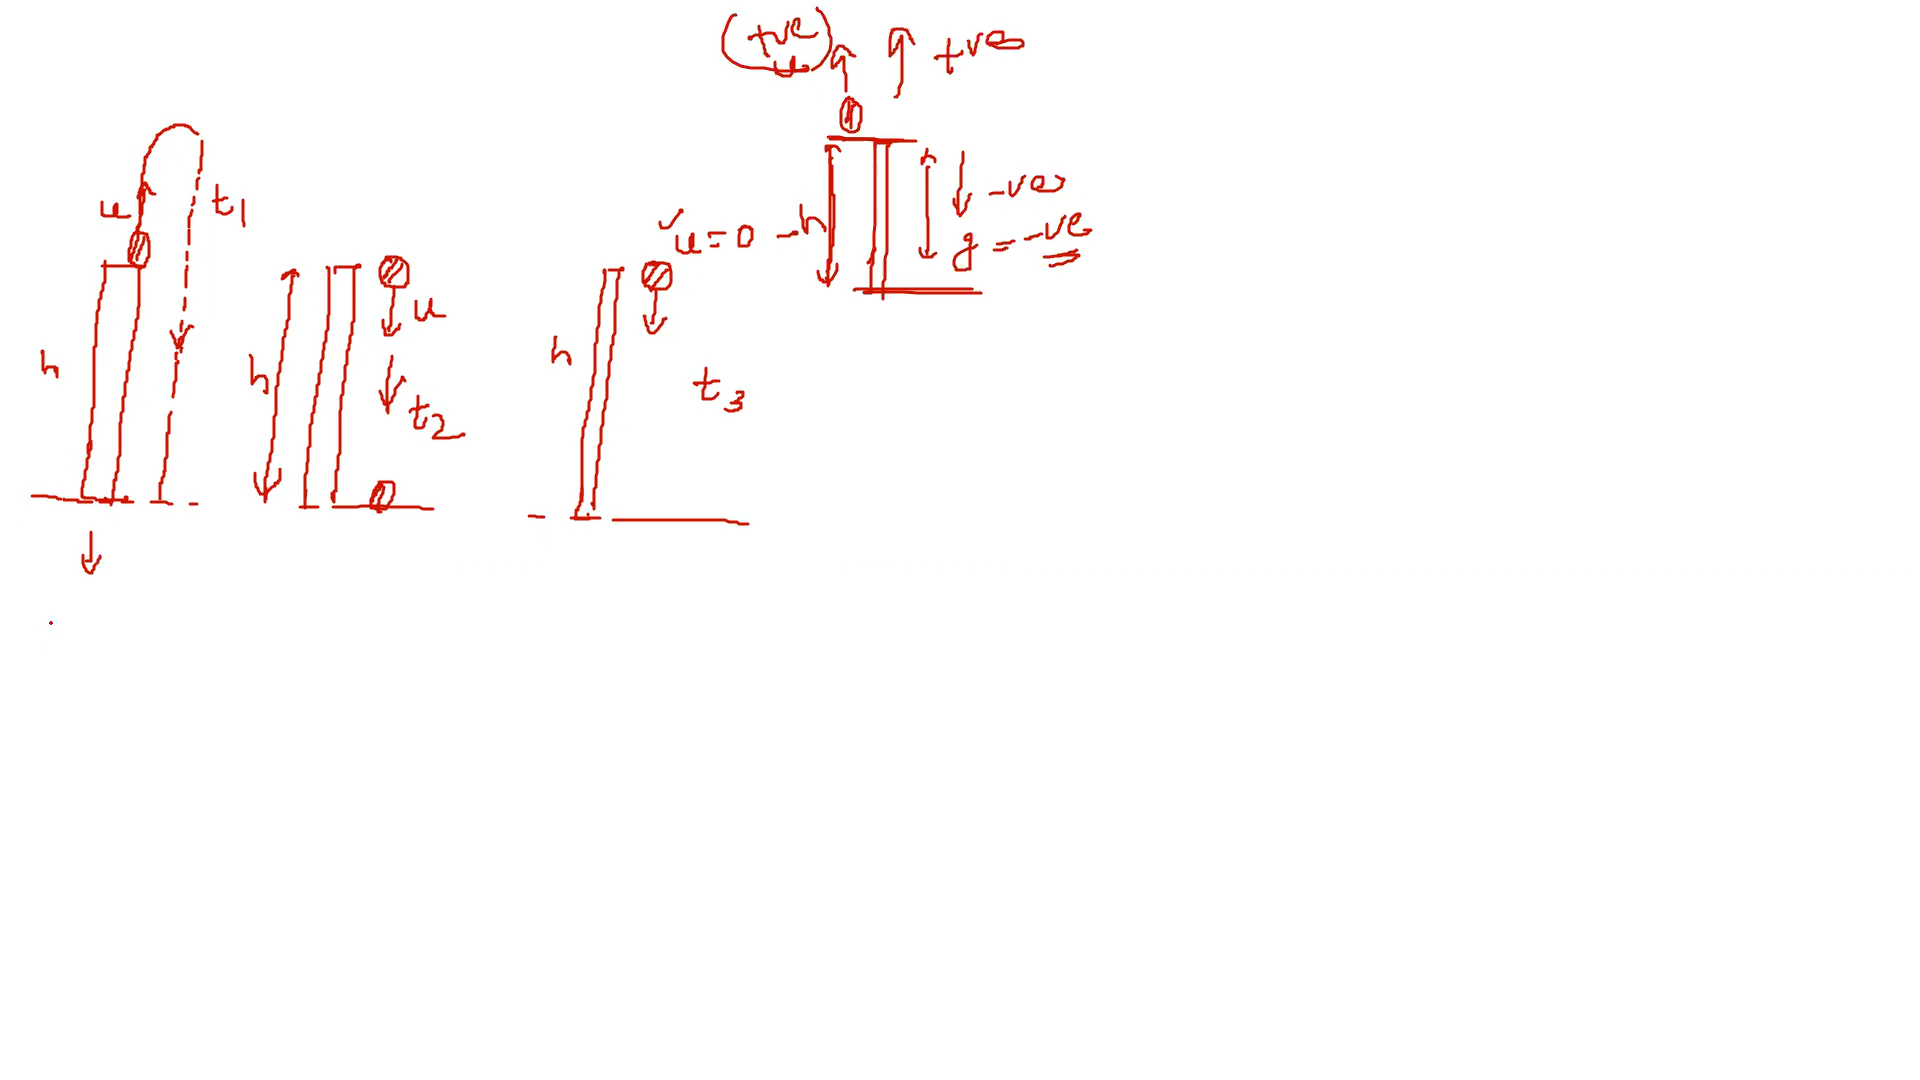 (+ve)
u
+ve
u
t1
h
h
u
t2
h
u = 0
t3
- h
h
-ve
g = -ve